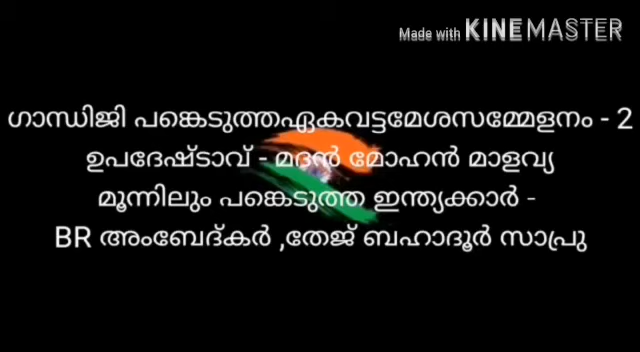 Made with KINEMASTER
ഗാന്ധിജി പങ്കെടുത്തഏകവട്ടമേശസമ്മേളനം - 2
ഉപദേഷ്ടാവ് - മദൻ മോഹൻ മാളവ്യ
മൂന്നിലും പങ്കെടുത്ത ഇന്ത്യക്കാർ -
BR അംബേദ്കർ ,തേജ് ബഹാദൂർ സാപ്രു